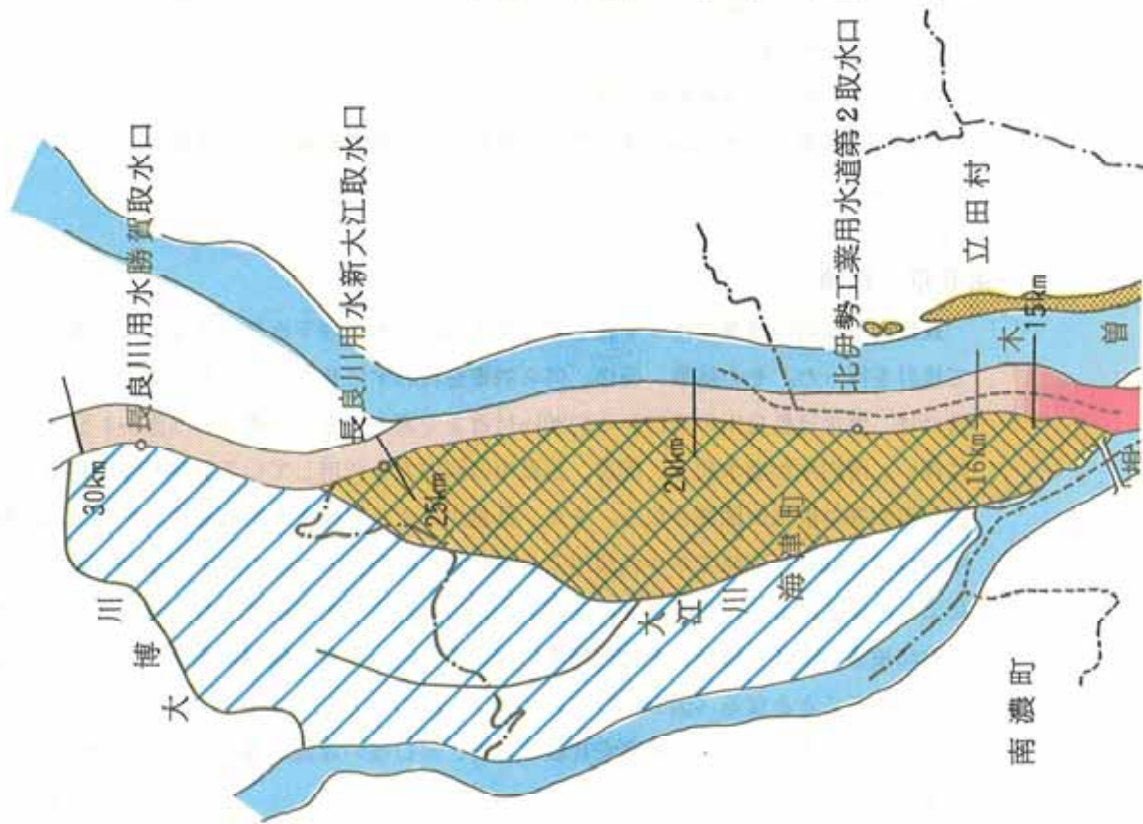 長良川用水勝賀取水口
長良川用水新大江取水口
北伊勢工業用水道第2取水口
立田村
木曽
30km
25km
20km
16km
15km
大博川
大江川
海津町
揖
南濃町